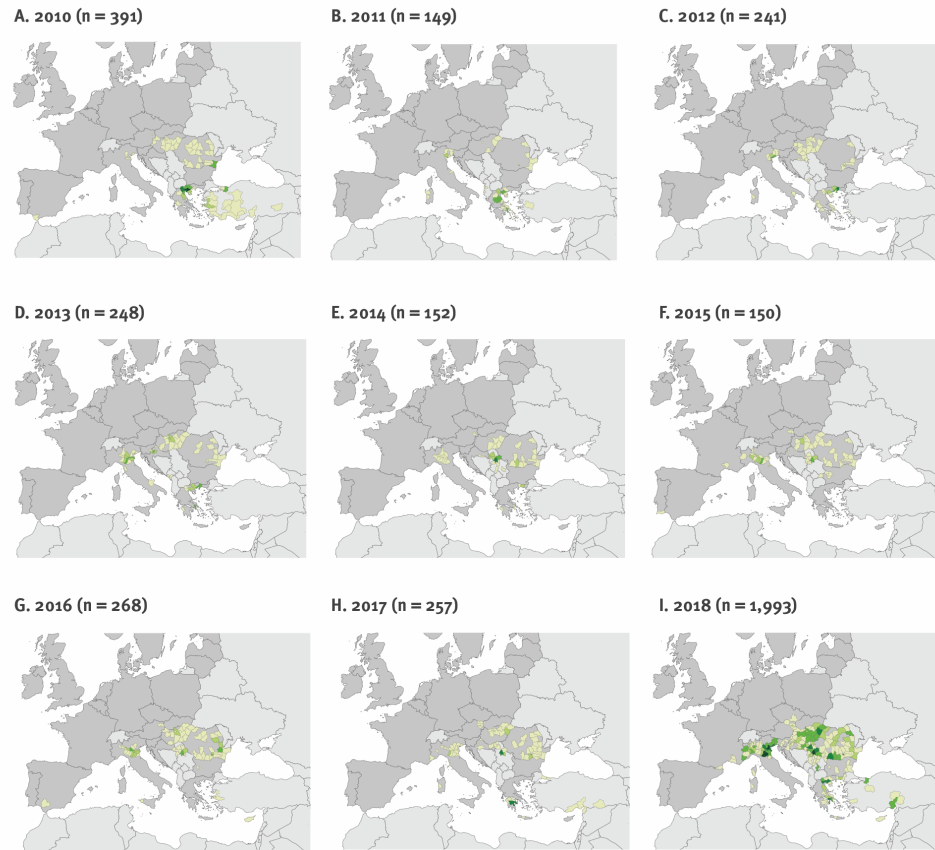 A. 2010 (n = 391)
B. 2011 (n = 149)
C. 2012 (n = 241)
D. 2013 (n = 248)
E. 2014 (n = 152)
F. 2015 (n = 150)
G. 2016 (n = 268)
H. 2017 (n = 257)
I. 2018 (n = 1,993)